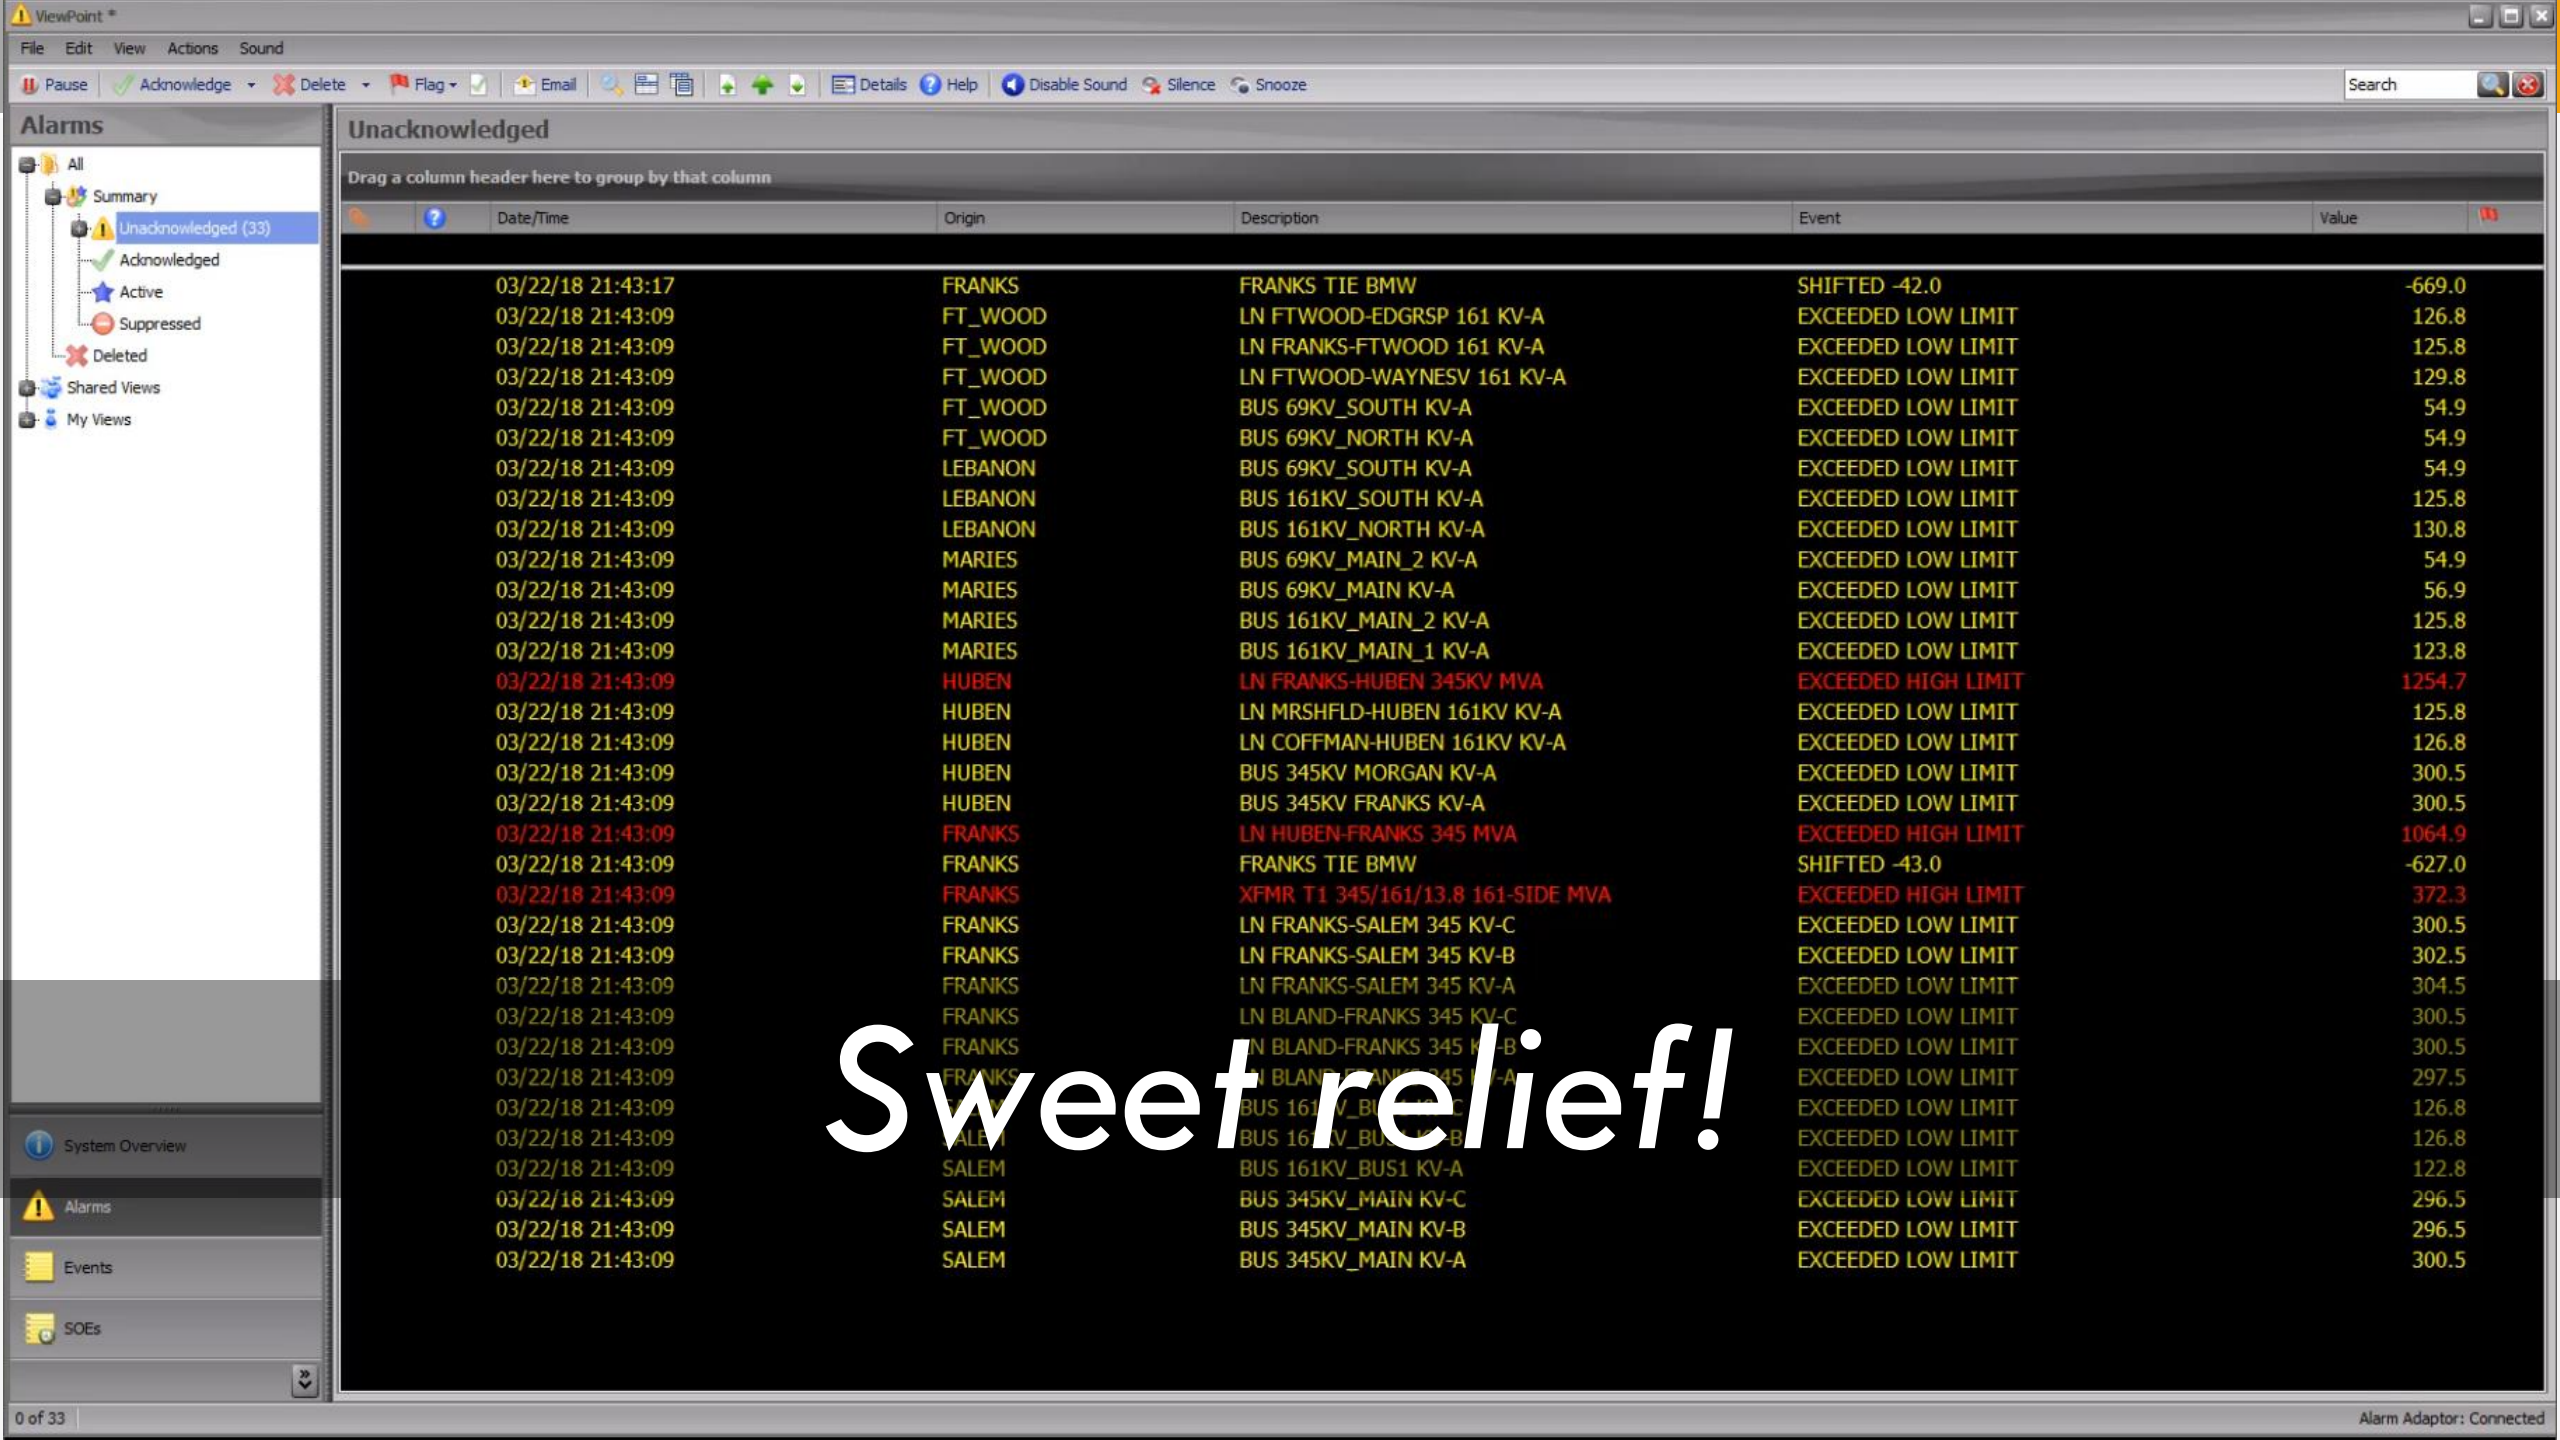 ViewPoint *
File Edit View Actions Sound
Pause Acknowledge Delete Flag Email Details Help Disable Sound Silence Snooze Search
Alarms
All
Summary
Unacknowledged (33)
Acknowledged
Active
Suppressed
Deleted
Shared Views
My Views
System Overview
Alarms
Events
SOEs
Unacknowledged
Drag a column header here to group by that column
Date/Time Origin Description Event Value
03/22/18 21:43:17 FRANKS FRANKS TIE BMW SHIFTED -42.0 -669.0
03/22/18 21:43:09 FT_WOOD LN FTWOOD-EDGRSP 161 KV-A EXCEEDED LOW LIMIT 126.8
03/22/18 21:43:09 FT_WOOD LN FRANKS-FTWOOD 161 KV-A EXCEEDED LOW LIMIT 125.8
03/22/18 21:43:09 FT_WOOD LN FTWOOD-WAYNESV 161 KV-A EXCEEDED LOW LIMIT 129.8
03/22/18 21:43:09 FT_WOOD BUS 69KV_SOUTH KV-A EXCEEDED LOW LIMIT 54.9
03/22/18 21:43:09 FT_WOOD BUS 69KV_NORTH KV-A EXCEEDED LOW LIMIT 54.9
03/22/18 21:43:09 LEBANON BUS 69KV_SOUTH KV-A EXCEEDED LOW LIMIT 54.9
03/22/18 21:43:09 LEBANON BUS 161KV_SOUTH KV-A EXCEEDED LOW LIMIT 125.8
03/22/18 21:43:09 LEBANON BUS 161KV_NORTH KV-A EXCEEDED LOW LIMIT 130.8
03/22/18 21:43:09 MARIES BUS 69KV_MAIN_2 KV-A EXCEEDED LOW LIMIT 54.9
03/22/18 21:43:09 MARIES BUS 69KV_MAIN KV-A EXCEEDED LOW LIMIT 56.9
03/22/18 21:43:09 MARIES BUS 161KV_MAIN_2 KV-A EXCEEDED LOW LIMIT 125.8
03/22/18 21:43:09 MARIES BUS 161KV_MAIN_1 KV-A EXCEEDED LOW LIMIT 123.8
03/22/18 21:43:09 HUBEN LN FRANKS-HUBEN 345KV MVA EXCEEDED HIGH LIMIT 1254.7
03/22/18 21:43:09 HUBEN LN MRSHFLD-HUBEN 161KV KV-A EXCEEDED LOW LIMIT 125.8
03/22/18 21:43:09 HUBEN LN COFFMAN-HUBEN 161KV KV-A EXCEEDED LOW LIMIT 126.8
03/22/18 21:43:09 HUBEN BUS 345KV MORGAN KV-A EXCEEDED LOW LIMIT 300.5
03/22/18 21:43:09 HUBEN BUS 345KV FRANKS KV-A EXCEEDED LOW LIMIT 300.5
03/22/18 21:43:09 FRANKS LN HUBEN-FRANKS 345 MVA EXCEEDED HIGH LIMIT 1064.9
03/22/18 21:43:09 FRANKS FRANKS TIE BMW SHIFTED -43.0 -627.0
03/22/18 21:43:09 FRANKS XFMR T1 345/161/13.8 161-SIDE MVA EXCEEDED HIGH LIMIT 372.3
03/22/18 21:43:09 FRANKS LN FRANKS-SALEM 345 KV-C EXCEEDED LOW LIMIT 300.5
03/22/18 21:43:09 FRANKS LN FRANKS-SALEM 345 KV-B EXCEEDED LOW LIMIT 302.5
03/22/18 21:43:09 FRANKS LN FRANKS-SALEM 345 KV-A EXCEEDED LOW LIMIT 304.5
03/22/18 21:43:09 FRANKS LN BLAND-FRANKS 345 KV-C EXCEEDED LOW LIMIT 300.5
03/22/18 21:43:09 FRANKS BLAND-FRANKS 345 EXCEEDED LOW LIMIT 300.5
03/22/18 21:43:09 FRANKS EXCEEDED LOW LIMIT 297.5
03/22/18 21:43:09 BUS EXCEEDED LOW LIMIT 126.8
03/22/18 21:43:09 BUS EXCEEDED LOW LIMIT 126.8
Sweet relief!
03/22/18 21:43:09 SALEM BUS 161KV_BUS1 KV-A EXCEEDED LOW LIMIT 122.8
03/22/18 21:43:09 SALEM BUS 345KV_MAIN KV-C EXCEEDED LOW LIMIT 296.5
03/22/18 21:43:09 SALEM BUS 345KV_MAIN KV-B EXCEEDED LOW LIMIT 296.5
03/22/18 21:43:09 SALEM BUS 345KV_MAIN KV-A EXCEEDED LOW LIMIT 300.5
0 of 33
Alarm Adaptor: Connected